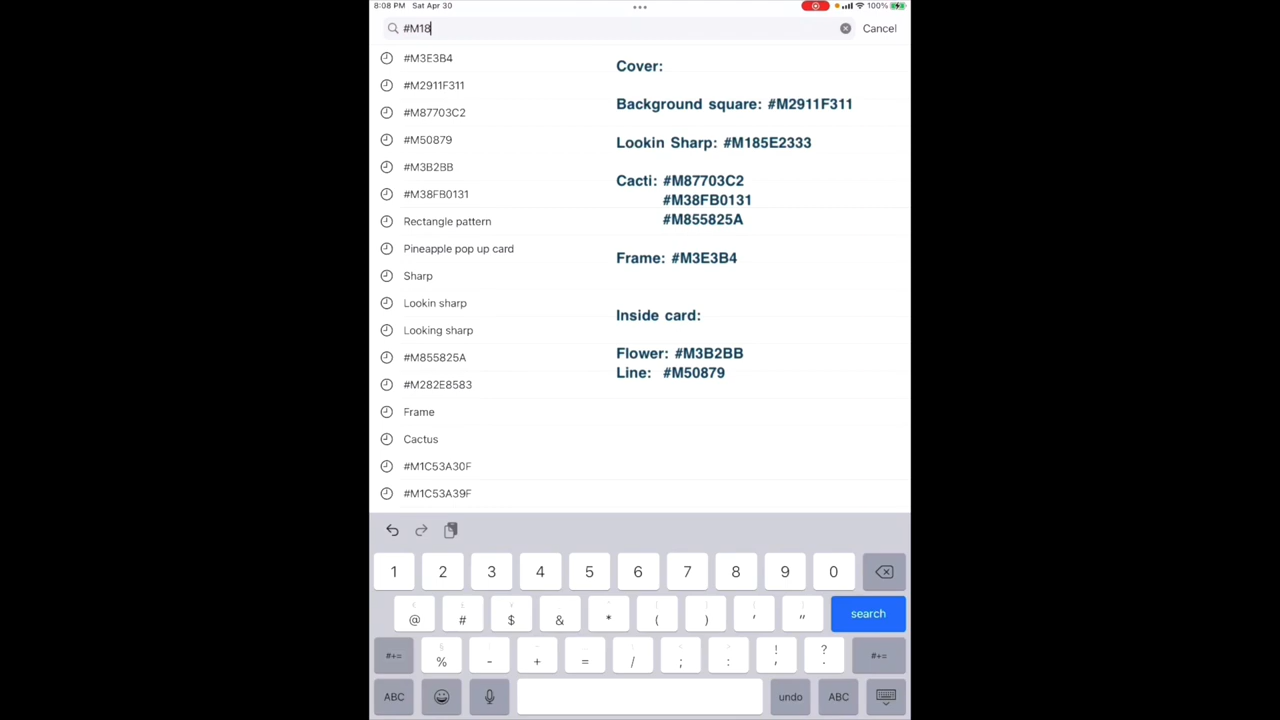 8:08 PM Sat Apr 30
100%
#M18
Cancel
#M3E3B4
#M2911F311
#M87703C2
#M50879
#M3B2BB
#M38FB0131
Rectangle pattern
Pineapple pop up card
Sharp
Lookin sharp
Looking sharp
#M855825A
#M282E8583
Frame
Cactus
#M1C53A30F
#M1C53A39F
Cover:
Background square: #M2911F311
Lookin Sharp: #M185E2333
Cacti: #M87703C2
#M38FB0131
#M855825A
Frame: #M3E3B4
Inside card:
Flower: #M3B2BB
Line: #M50879
1 2 3 4 5 6 7 8 9 0
@ # $ & * ( ) ' " search
#+= % - + = / ; : ! , ? . #+=
ABC undo ABC